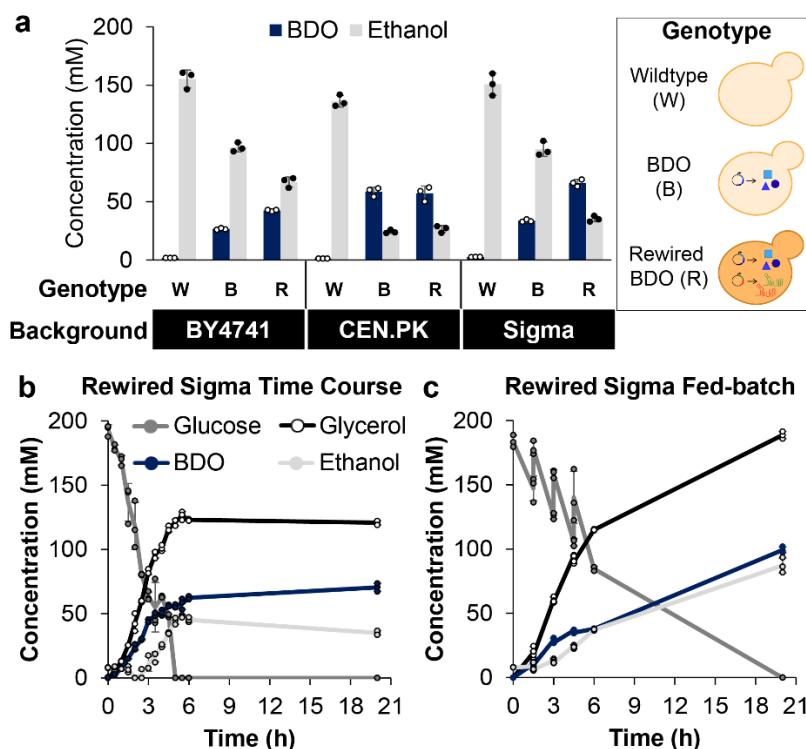 a
BDO Ethanol
Concentration (mM)
200
150
100
50
0
Genotype W B R W B R W B R
Background BY4741 CEN.PK Sigma
Genotype
Wildtype
(W)
BDO
(B)
Rewired
BDO (R)
b Rewired Sigma Time Course
Glucose Glycerol
BDO Ethanol
Concentration (mM)
200
150
100
50
0
0 3 6 9 12 15 18 21
Time (h)
c Rewired Sigma Fed-batch
Concentration (mM)
200
150
100
50
0
0 3 6 9 12 15 18 21
Time (h)